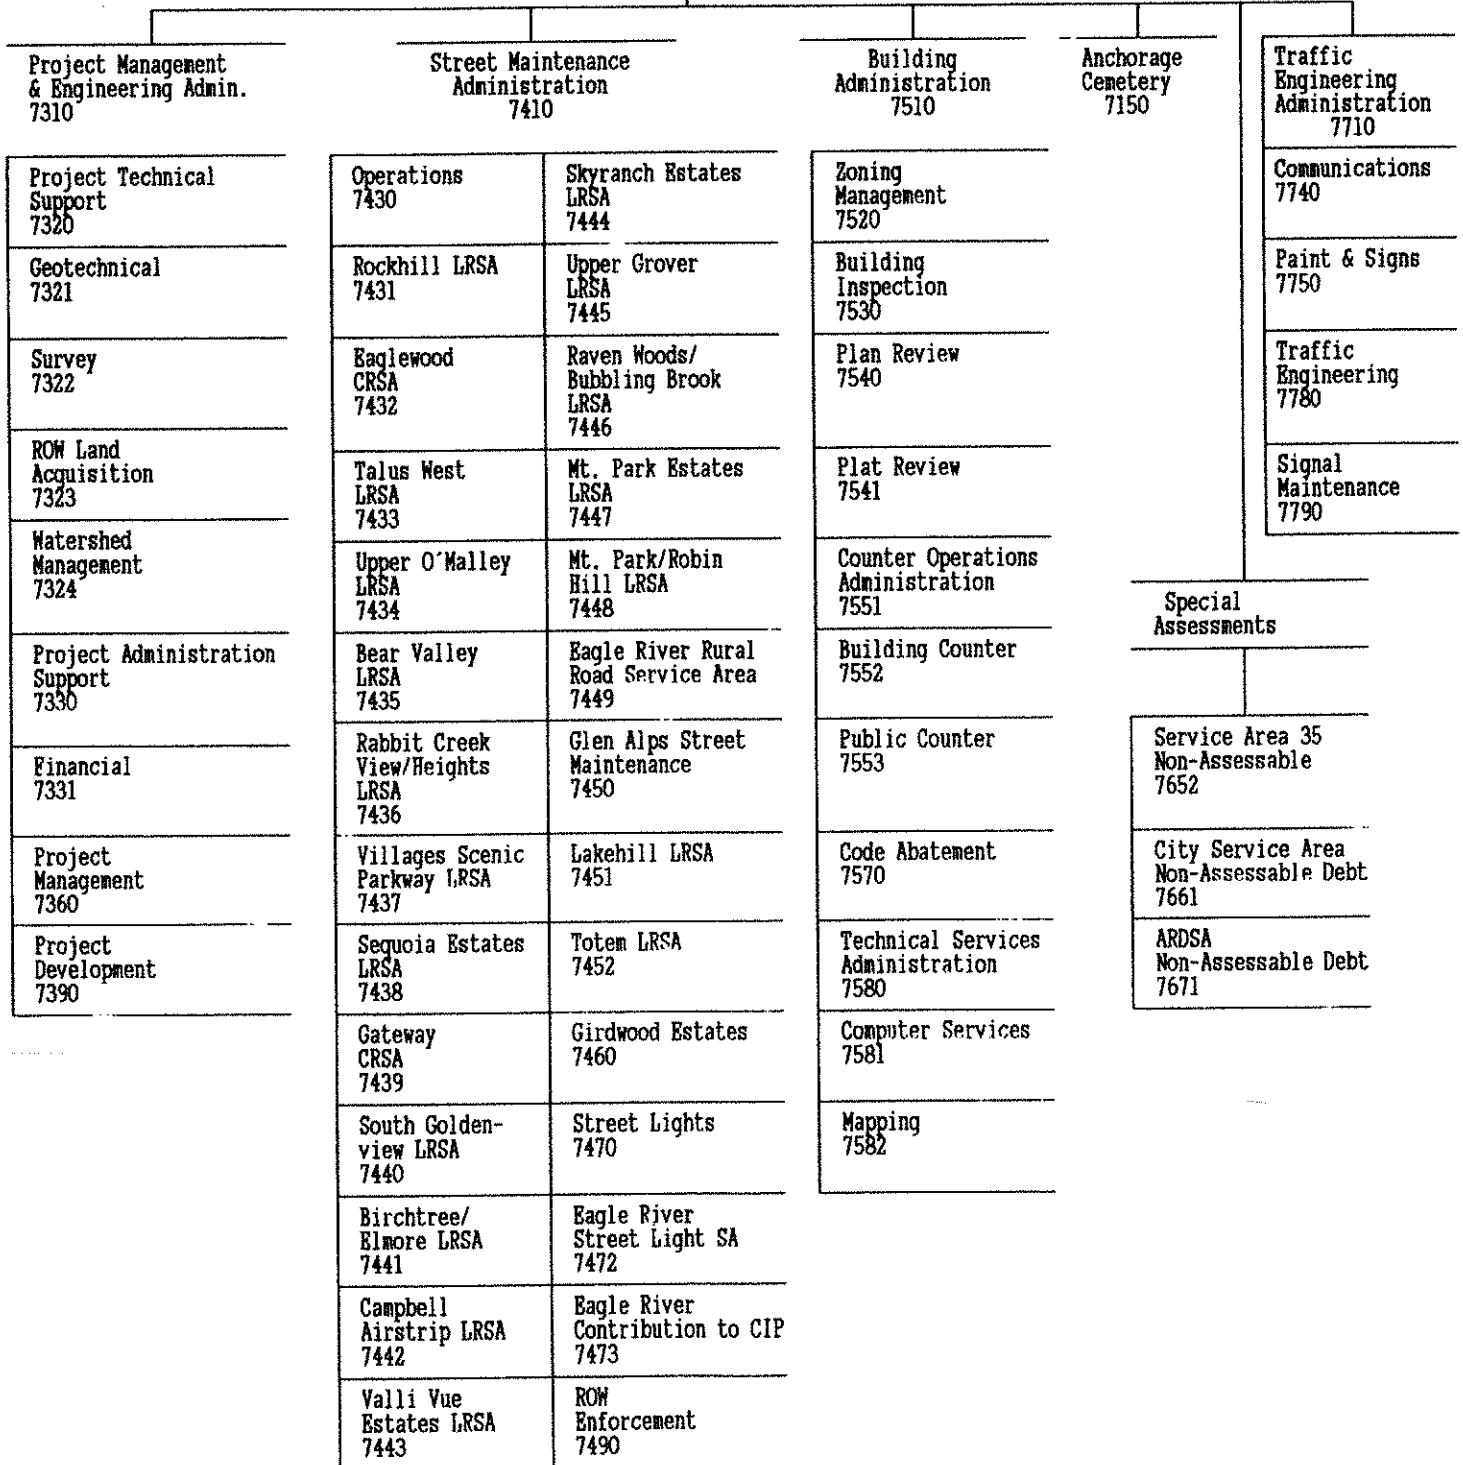 Project Management
& Engineering Admin.
7310
Project Technical
Support
7320
Geotechnical
7321
Survey
7322
ROW Land
Acquisition
7323
Watershed
Management
7324
Project Administration
Support
7330
Financial
7331
Project
Management
7360
Project
Development
7390
Street Maintenance
Administration
7410
Operations
7430
Rockhill LRSA
7431
Eaglewood
CRSA
7432
Talus West
LRSA
7433
Upper O'Malley
LRSA
7434
Bear Valley
LRSA
7435
Rabbit Creek
View/Heights
LRSA
7436
Villages Scenic
Parkway LRSA
7437
Sequoia Estates
LRSA
7438
Gateway
CRSA
7439
South Golden-
view LRSA
7440
Birchtree/
Elmore LRSA
7441
Campbell
Airstrip LRSA
7442
Valli Vue
Estates LRSA
7443
Skyranch Estates
LRSA
7444
Upper Grover
LRSA
7445
Raven Woods/
Bubbling Brook
LRSA
7446
Mt. Park Estates
LRSA
7447
Mt. Park/Robin
Hill LRSA
7448
Eagle River Rural
Road Service Area
7449
Glen Alps Street
Maintenance
7450
Lakehill LRSA
7451
Totem LRSA
7452
Girdwood Estates
7460
Street Lights
7470
Eagle River
Street Light SA
7472
Eagle River
Contribution to CIP
7473
ROW
Enforcement
7490
Building
Administration
7510
Zoning
Management
7520
Building
Inspection
7530
Plan Review
7540
Plat Review
7541
Counter Operations
Administration
7551
Building Counter
7552
Public Counter
7553
Code Abatement
7570
Technical Services
Administration
7580
Computer Services
7581
Mapping
7582
Anchorage
Cemetery
7150
Special
Assessments
Service Area 35
Non-Assessable
7652
City Service Area
Non-Assessable Debt
7661
ARDSA
Non-Assessable Debt
7671
Traffic
Engineering
Administration
7710
Communications
7740
Paint & Signs
7750
Traffic
Engineering
7780
Signal
Maintenance
7790